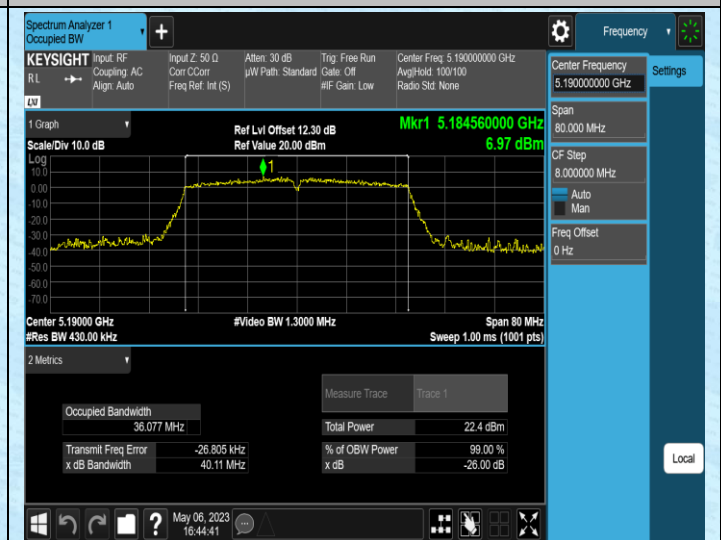 Spectrum Analyzer 1
Occupied BW
Frequency
KEYSIGHT
R L
LXI
Input: RF
Coupling: AC
Align: Auto
Input Z: 50 Ω
Corr CCorr
Freq Ref: Int (S)
Atten: 30 dB
µW Path: Standard
Trig: Free Run
Gate: Off
#IF Gain: Low
Center Freq: 5.190000000 GHz
Avg|Hold: 100/100
Radio Std: None
Center Frequency
5.190000000 GHz
Settings
Span
80.000 MHz
CF Step
8.000000 MHz
Auto
Man
Freq Offset
0 Hz
Local
1 Graph
Scale/Div 10.0 dB
Ref Lvl Offset 12.30 dB
Ref Value 20.00 dBm
Mkr1 5.184560000 GHz
6.97 dBm
Log
10.0
0.00
-10.0
-20.0
-30.0
-40.0
-50.0
-60.0
-70.0
1
Center 5.19000 GHz
#Res BW 430.00 kHz
#Video BW 1.3000 MHz
Span 80 MHz
Sweep 1.00 ms (1001 pts)
2 Metrics
Measure Trace Trace 1
Occupied Bandwidth
36.077 MHz
Total Power 22.4 dBm
Transmit Freq Error -26.805 kHz
% of OBW Power 99.00 %
x dB Bandwidth 40.11 MHz
x dB -26.00 dB
?
May 06, 2023
16:44:41